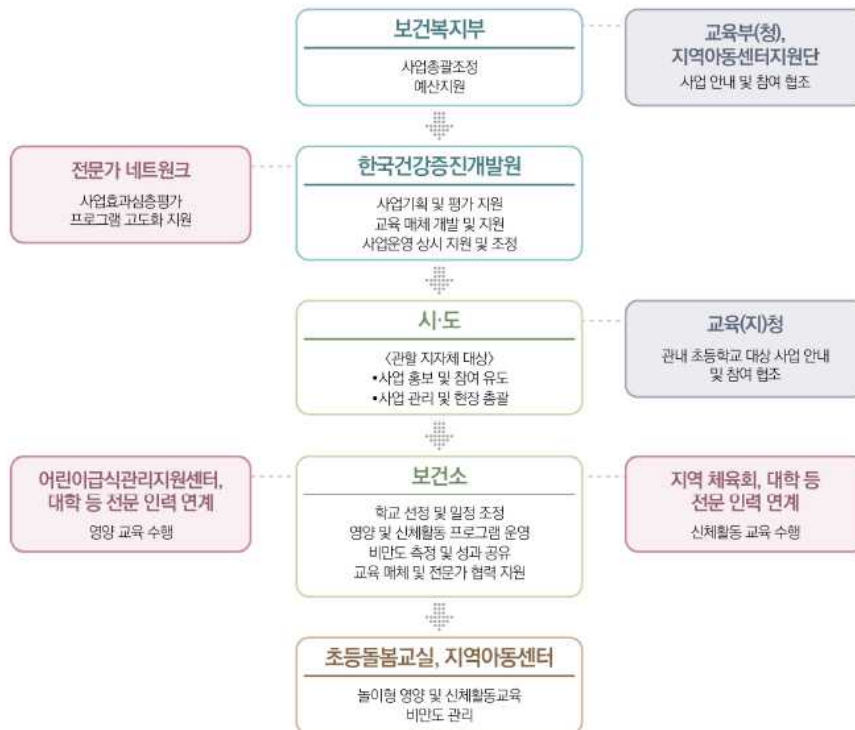 보건복지부
사업총괄조정
예산지원
교육부(청),
지역아동센터지원단
사업 안내 및 참여 협조
전문가 네트워크
사업효과심층평가
프로그램 고도화 지원
한국건강증진개발원
사업기획 및 평가 지원
교육 매체 개발 및 지원
사업운영 상시 지원 및 조정
시·도
〈관할 지자체 대상〉
•사업 홍보 및 참여 유도
•사업 관리 및 현장 총괄
교육(지)청
관내 초등학교 대상 사업 안내
및 참여 협조
어린이급식관리지원센터,
대학 등 전문 인력 연계
영양 교육 수행
보건소
학교 선정 및 일정 조정
영양 및 신체활동 프로그램 운영
비만도 측정 및 성과 공유
교육 매체 및 전문가 협력 지원
지역 체육회, 대학 등
전문 인력 연계
신체활동 교육 수행
초등돌봄교실, 지역아동센터
놀이형 영양 및 신체활동교육
비만도 관리